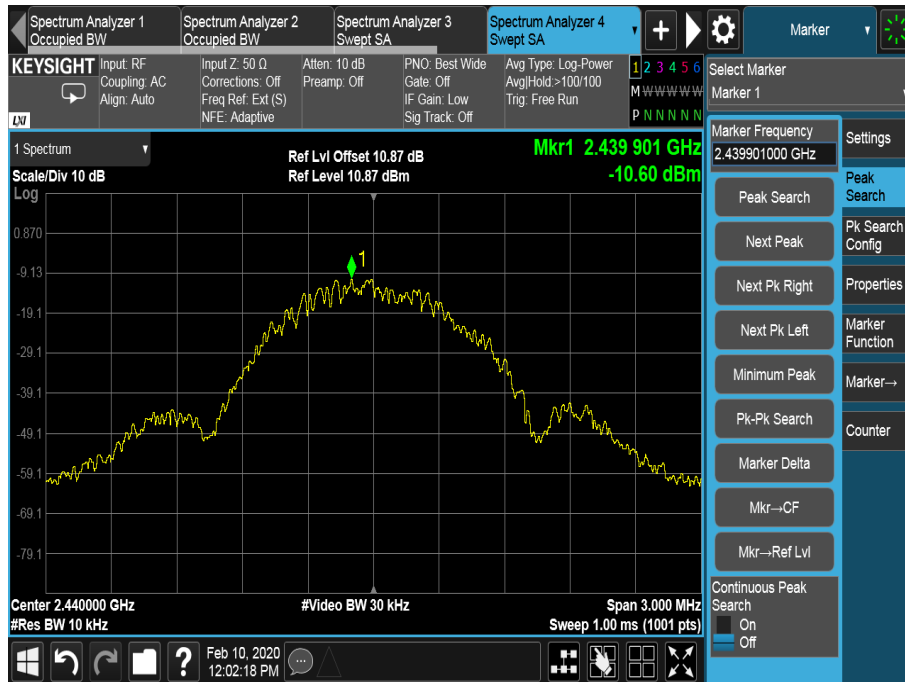 Spectrum Analyzer 1
Occupied BW
Spectrum Analyzer 2
Occupied BW
Spectrum Analyzer 3
Swept SA
Spectrum Analyzer 4
Swept SA
Marker
KEYSIGHT
LXI
Input: RF
Coupling: AC
Align: Auto
Input Z: 50 Ω
Corrections: Off
Freq Ref: Ext (S)
NFE: Adaptive
Atten: 10 dB
Preamp: Off
PNO: Best Wide
Gate: Off
IF Gain: Low
Sig Track: Off
Avg Type: Log-Power
Avg|Hold:>100/100
Trig: Free Run
1 2 3 4 5 6
M W W W W W
P N N N N N
Select Marker
Marker 1
1 Spectrum
Scale/Div 10 dB
Log
Ref Lvl Offset 10.87 dB
Ref Level 10.87 dBm
Mkr1 2.439 901 GHz
-10.60 dBm
0.870
-9.13
-19.1
-29.1
-39.1
-49.1
-59.1
-69.1
-79.1
1
Center 2.440000 GHz
#Res BW 10 kHz
#Video BW 30 kHz
Span 3.000 MHz
Sweep 1.00 ms (1001 pts)
Marker Frequency
2.439901000 GHz
Peak Search
Next Peak
Next Pk Right
Next Pk Left
Minimum Peak
Pk-Pk Search
Marker Delta
Mkr→CF
Mkr→Ref Lvl
Continuous Peak
Search
On
Off
Settings
Peak
Search
Pk Search
Config
Properties
Marker
Function
Marker→
Counter
?
Feb 10, 2020
12:02:18 PM